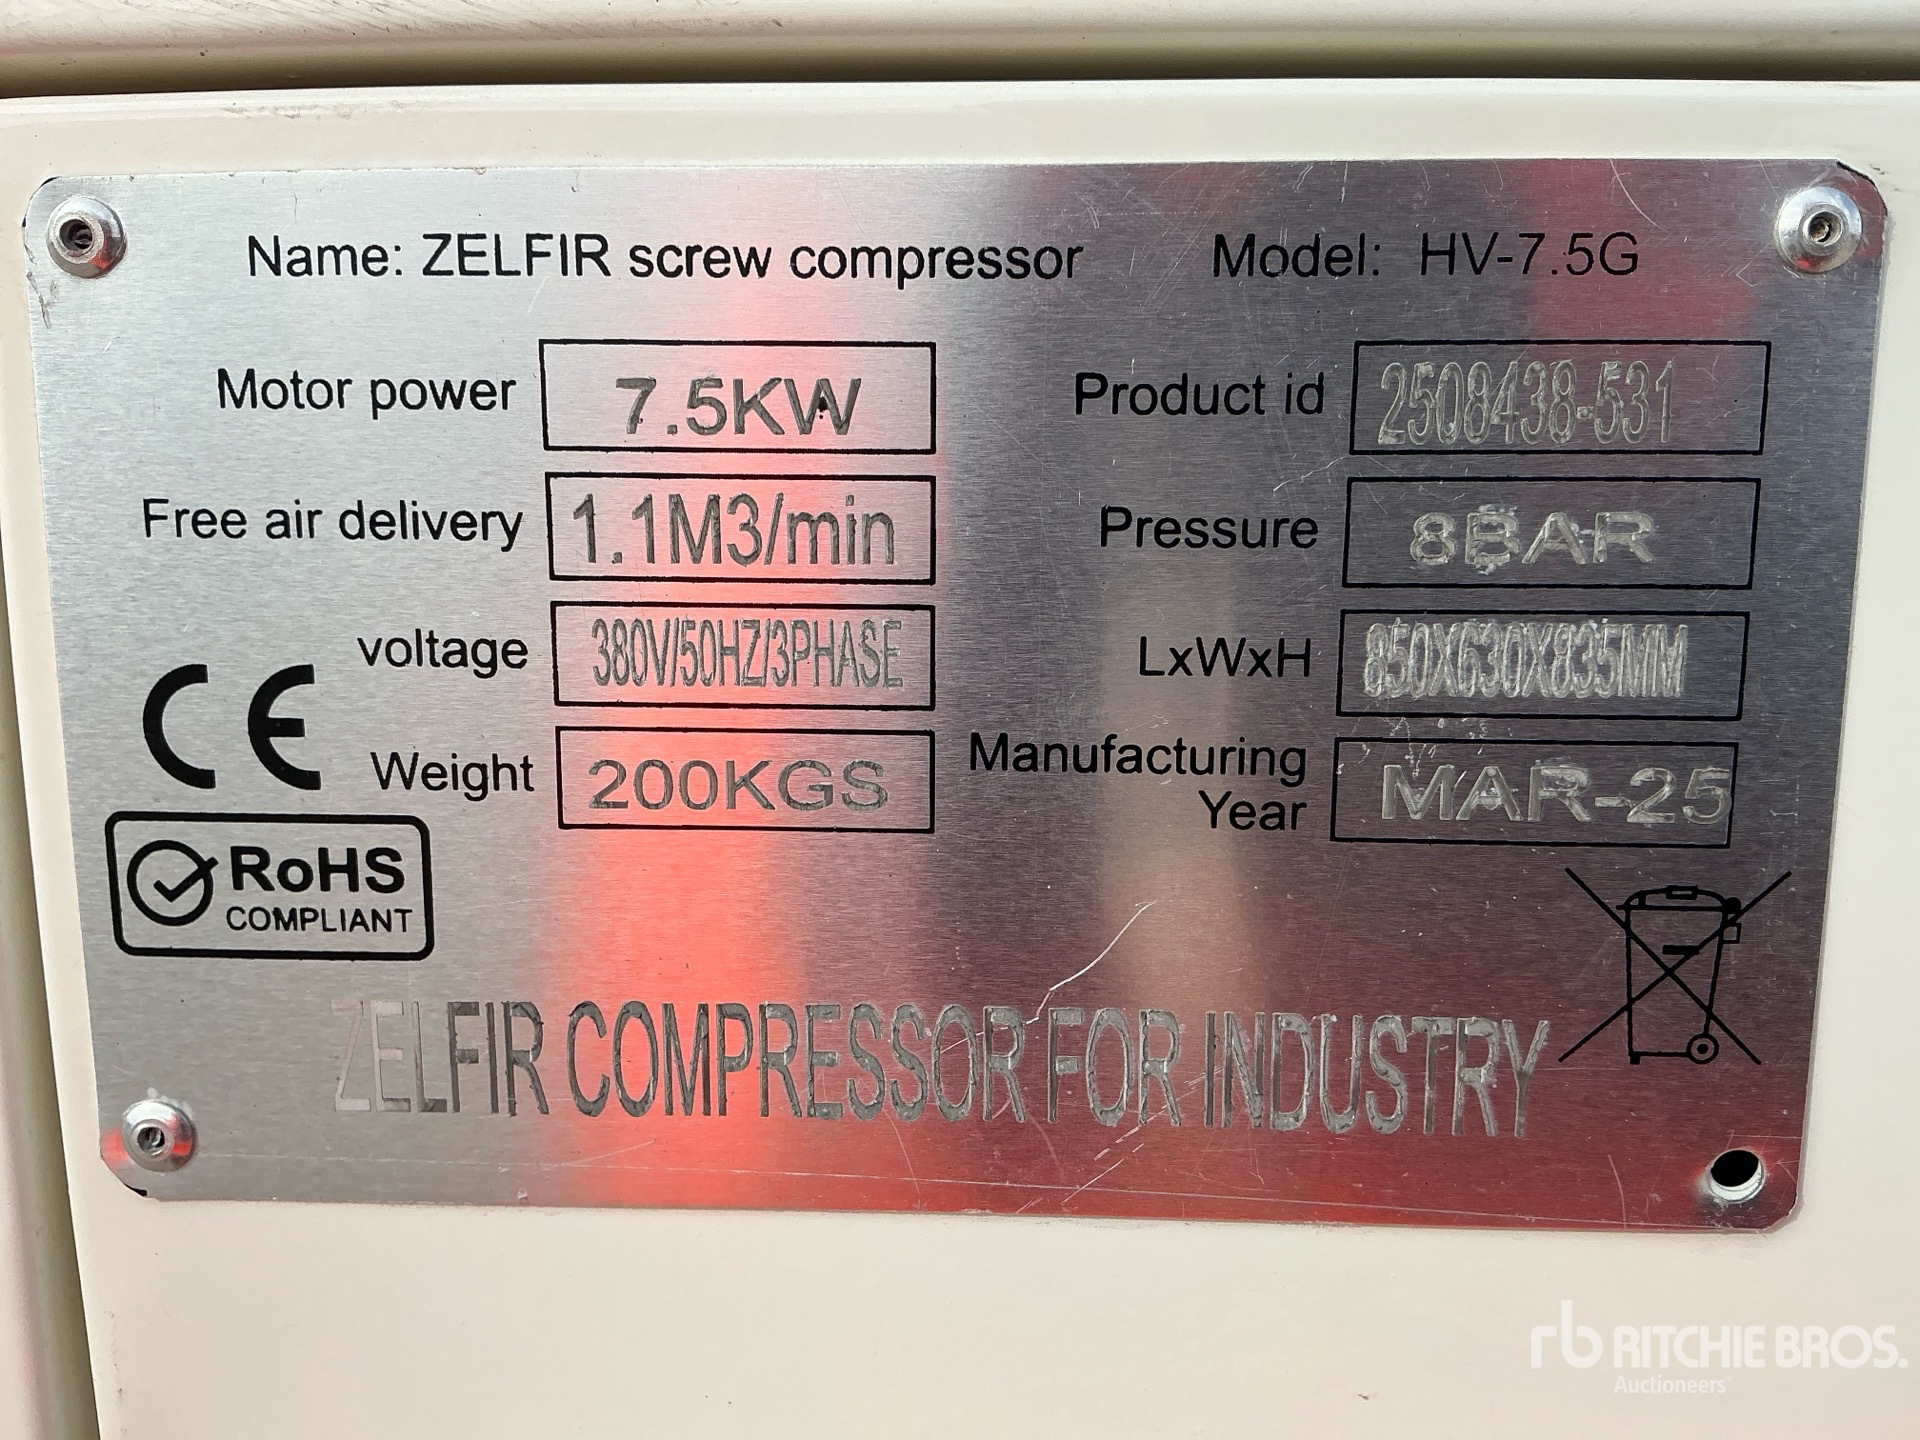 Name: ZELFIR screw compressor Model: HV-7.5G
Motor power 7.5KW Product id 2508438-531
Free air delivery 1.1M3/min Pressure 8BAR
voltage 380V/50HZ/3PHASE LxWxH 850X630X835MM
Weight 200KGS Manufacturing Year MAR-25
CE
RoHS
COMPLIANT
ZELFIR COMPRESSOR FOR INDUSTRY
rb RITCHIE BROS.
Auctioneers